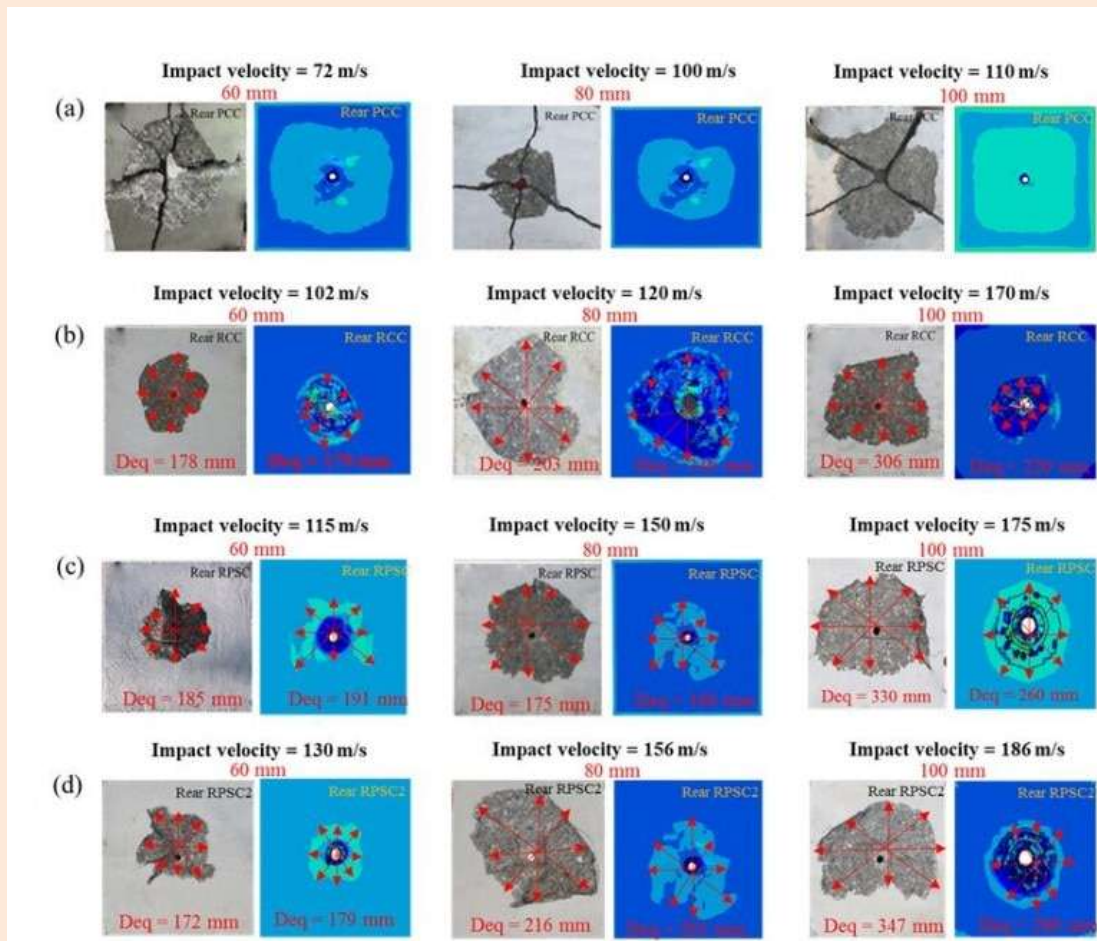 Impact velocity = 72 m/s Impact velocity = 100 m/s Impact velocity = 110 m/s
60 mm 80 mm 100 mm
(a)
Rear PCC Rear PCC Rear PCC Rear PCC Rear PCC
Impact velocity = 102 m/s Impact velocity = 120 m/s Impact velocity = 170 m/s
60 mm 80 mm 100 mm
(b)
Rear RCC Rear RCC Rear RCC Rear RCC Rear RCC Rear RCC
Deq = 178 mm Deq = 203 mm Deq = 306 mm
Impact velocity = 115 m/s Impact velocity = 150 m/s Impact velocity = 175 m/s
60 mm 80 mm 100 mm
(c)
Rear RPSC Rear RPSC Rear RPSC Rear RPSC Rear RPSC Rear RPSC
Deq = 185 mm Deq = 191 mm Deq = 175 mm Deq = 330 mm Deq = 260 mm
Impact velocity = 130 m/s Impact velocity = 156 m/s Impact velocity = 186 m/s
60 mm 80 mm 100 mm
(d)
Rear RPSC2 Rear RPSC2 Rear RPSC2 Rear RPSC2 Rear RPSC2 Rear RPSC2
Deq = 172 mm Deq = 179 mm Deq = 216 mm Deq = 347 mm